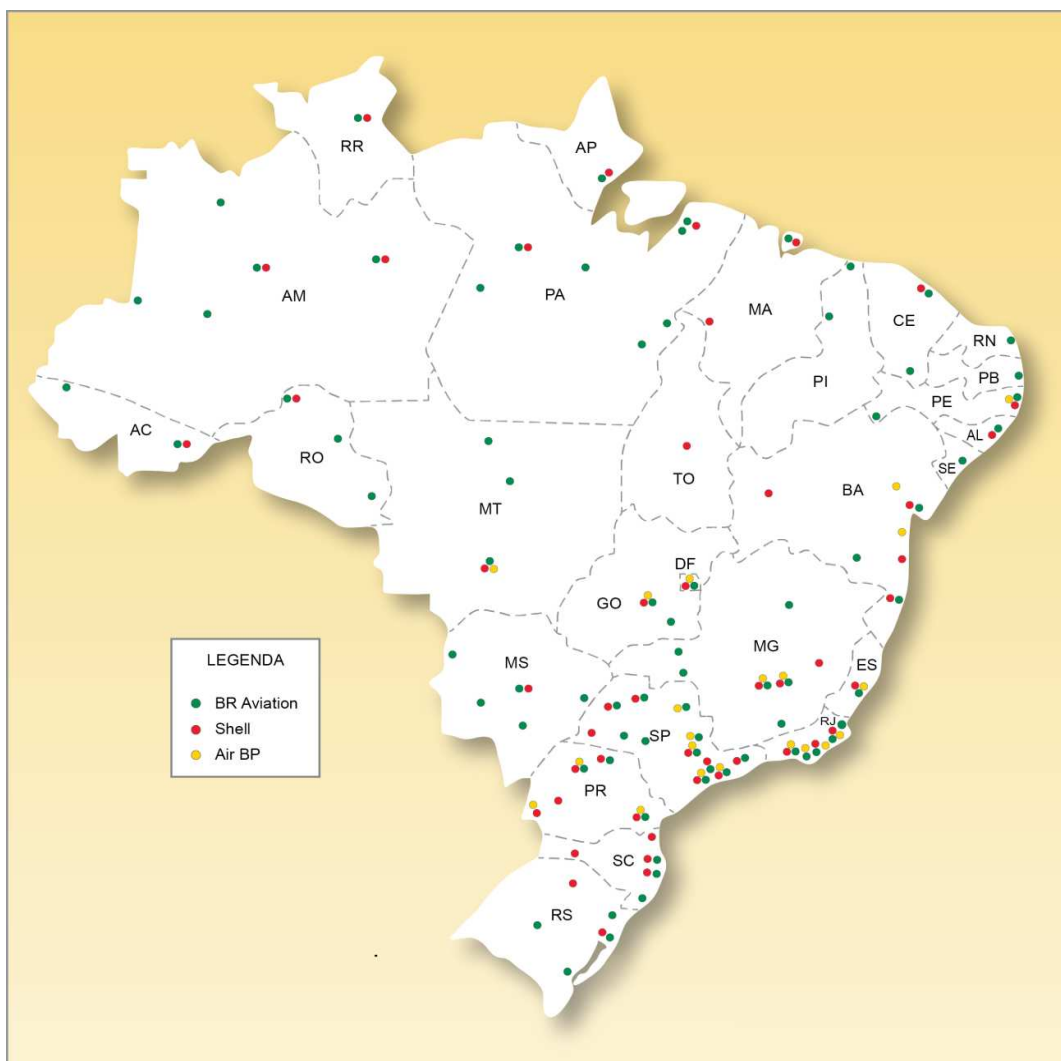 RR
AP
AM
PA
MA
CE
RN
PB
PI
PE
AL
SE
AC
RO
TO
BA
MT
DF
GO
MG
ES
MS
RJ
SP
PR
SC
RS
LEGENDA
BR Aviation
Shell
Air BP